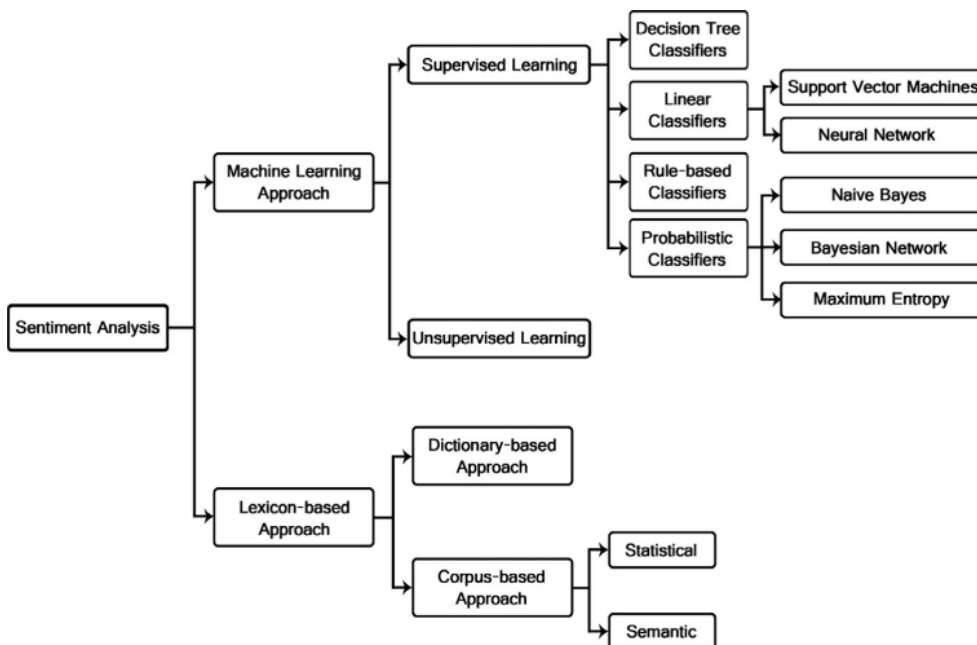 Sentiment Analysis
Machine Learning
Approach
Supervised Learning
Decision Tree
Classifiers
Linear
Classifiers
Support Vector Machines
Neural Network
Rule-based
Classifiers
Probabilistic
Classifiers
Naive Bayes
Bayesian Network
Maximum Entropy
Unsupervised Learning
Lexicon-based
Approach
Dictionary-based
Approach
Corpus-based
Approach
Statistical
Semantic